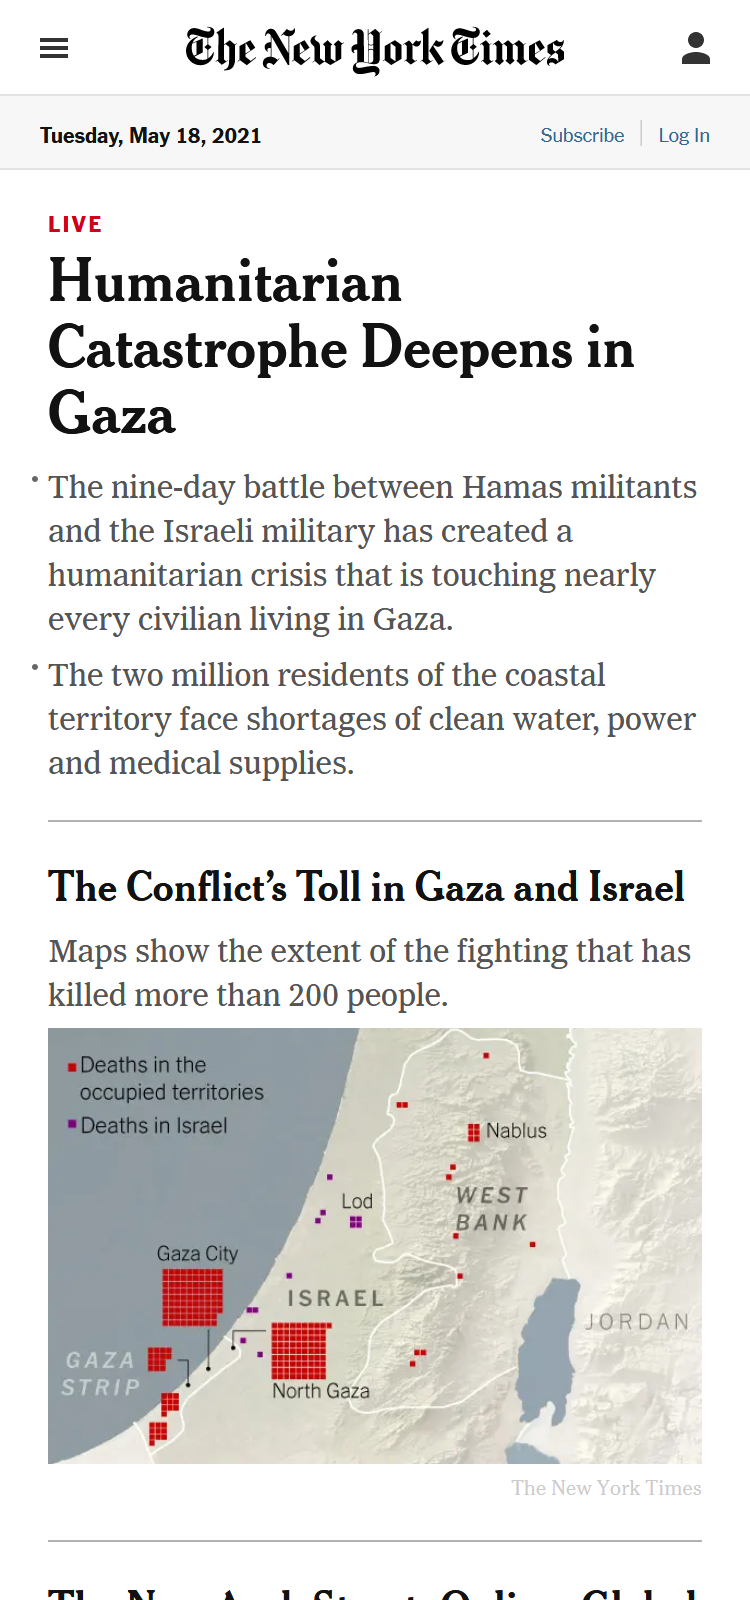 The New York Times
Tuesday, May 18, 2021
Subscribe
Log In
LIVE
Humanitarian
Catastrophe Deepens in
Gaza
• The nine-day battle between Hamas militants
and the Israeli military has created a
humanitarian crisis that is touching nearly
every civilian living in Gaza.
• The two million residents of the coastal
territory face shortages of clean water, power
and medical supplies.
The Conflict’s Toll in Gaza and Israel
Maps show the extent of the fighting that has
killed more than 200 people.
Deaths in the
occupied territories
Deaths in Israel
Nablus
WEST
BANK
Lod
Gaza City
ISRAEL
JORDAN
GAZA
STRIP
North Gaza
The New York Times